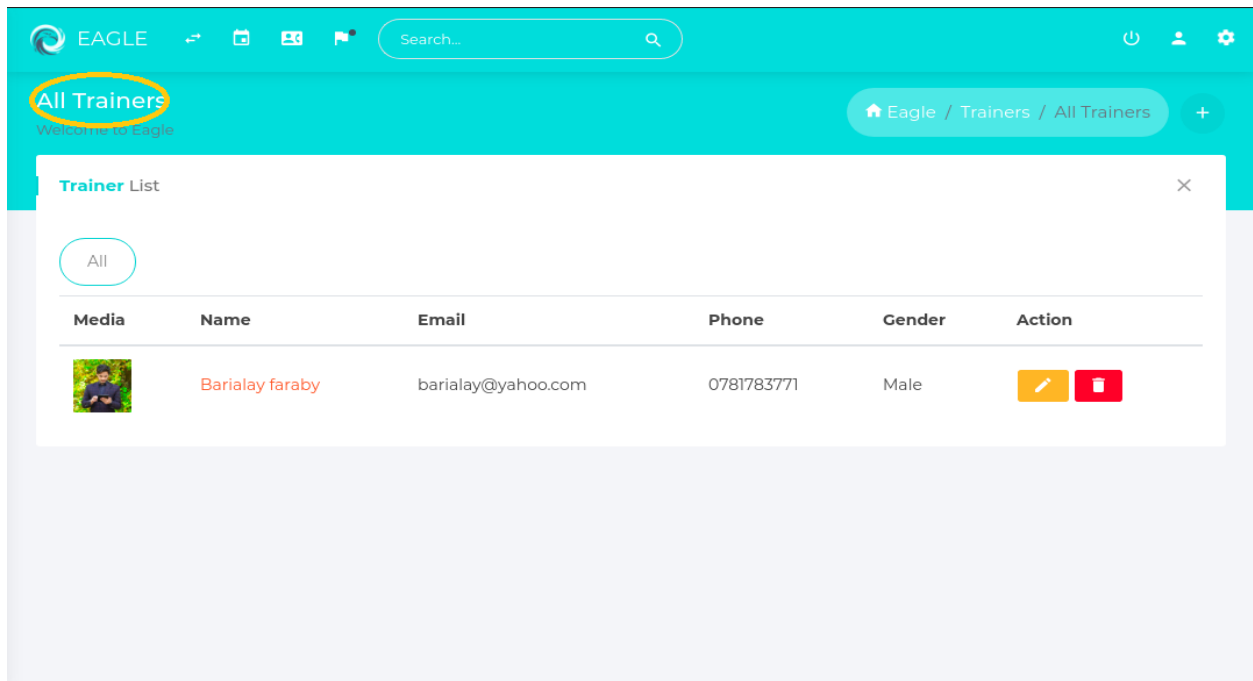 EAGLE Search...
All Trainers
Welcome to Eagle
Eagle / Trainers / All Trainers
Trainer List
All
Media Name Email Phone Gender Action
Barialay faraby barialay@yahoo.com 0781783771 Male